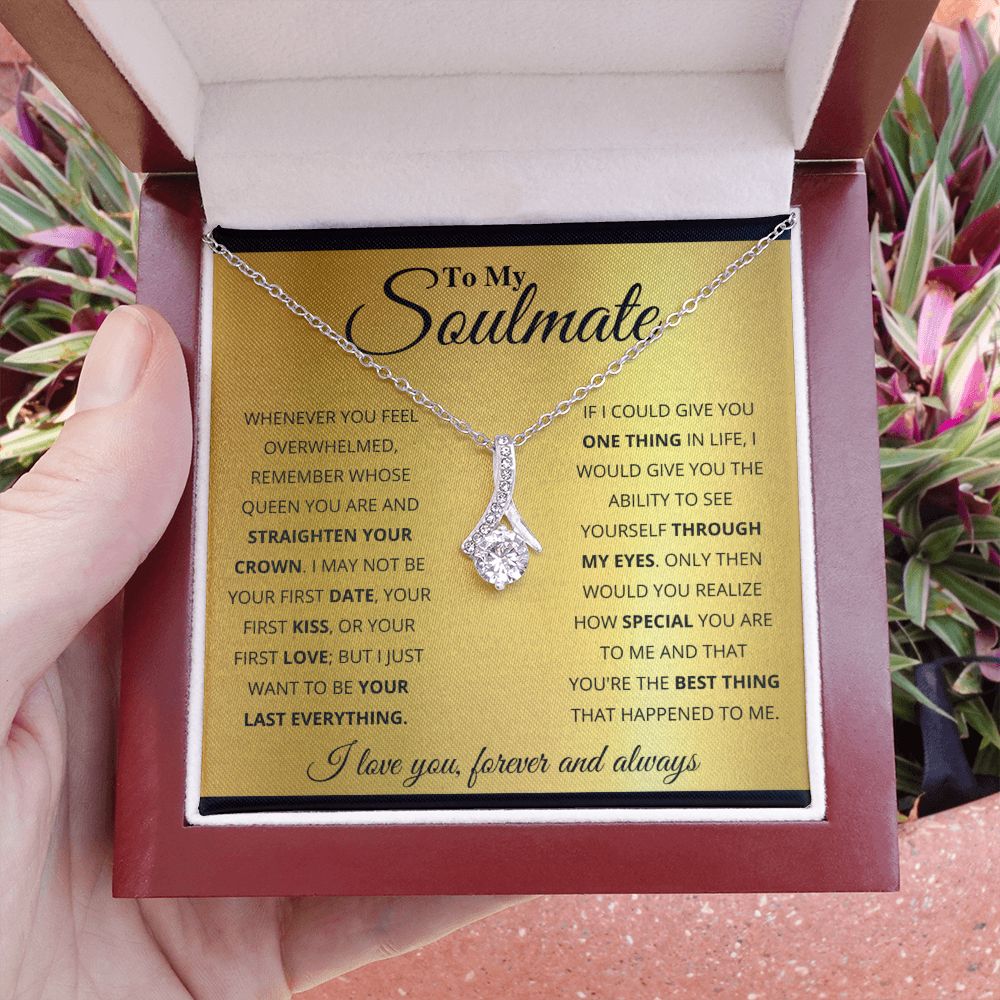 To My
Soulmate
WHENEVER YOU FEEL
OVERWHELMED,
REMEMBER WHOSE
QUEEN YOU ARE AND
STRAIGHTEN YOUR
CROWN. I MAY NOT BE
YOUR FIRST DATE, YOUR
FIRST KISS, OR YOUR
FIRST LOVE; BUT I JUST
WANT TO BE YOUR
LAST EVERYTHING.
IF I COULD GIVE YOU
ONE THING IN LIFE, I
WOULD GIVE YOU THE
ABILITY TO SEE
YOURSELF THROUGH
MY EYES. ONLY THEN
WOULD YOU REALIZE
HOW SPECIAL YOU ARE
TO ME AND THAT
YOU'RE THE BEST THING
THAT HAPPENED TO ME.
I love you, forever and always